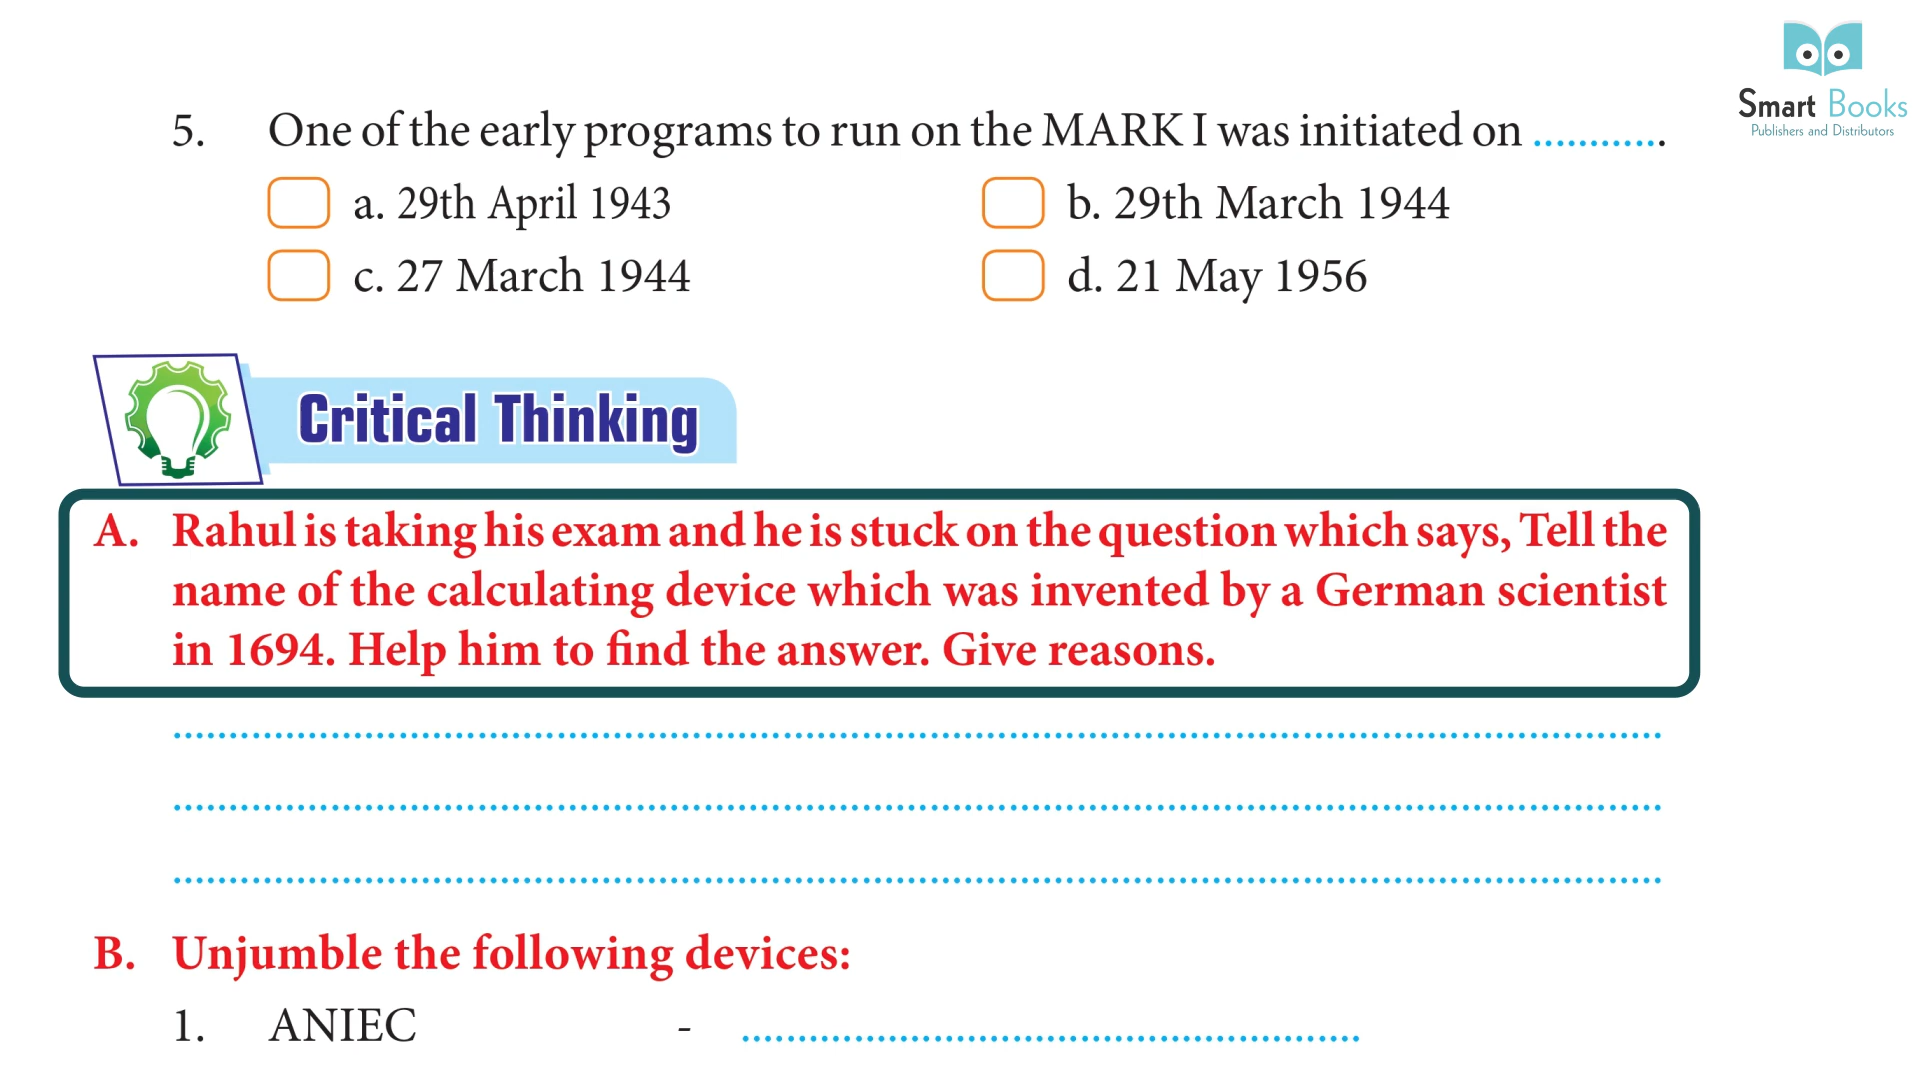 Smart Books
Publishers and Distributors
5. One of the early programs to run on the MARK I was initiated on ............
a. 29th April 1943 b. 29th March 1944
c. 27 March 1944 d. 21 May 1956
Critical Thinking
A. Rahul is taking his exam and he is stuck on the question which says, Tell the
name of the calculating device which was invented by a German scientist
in 1694. Help him to find the answer. Give reasons.
B. Unjumble the following devices:
1. ANIEC - ............